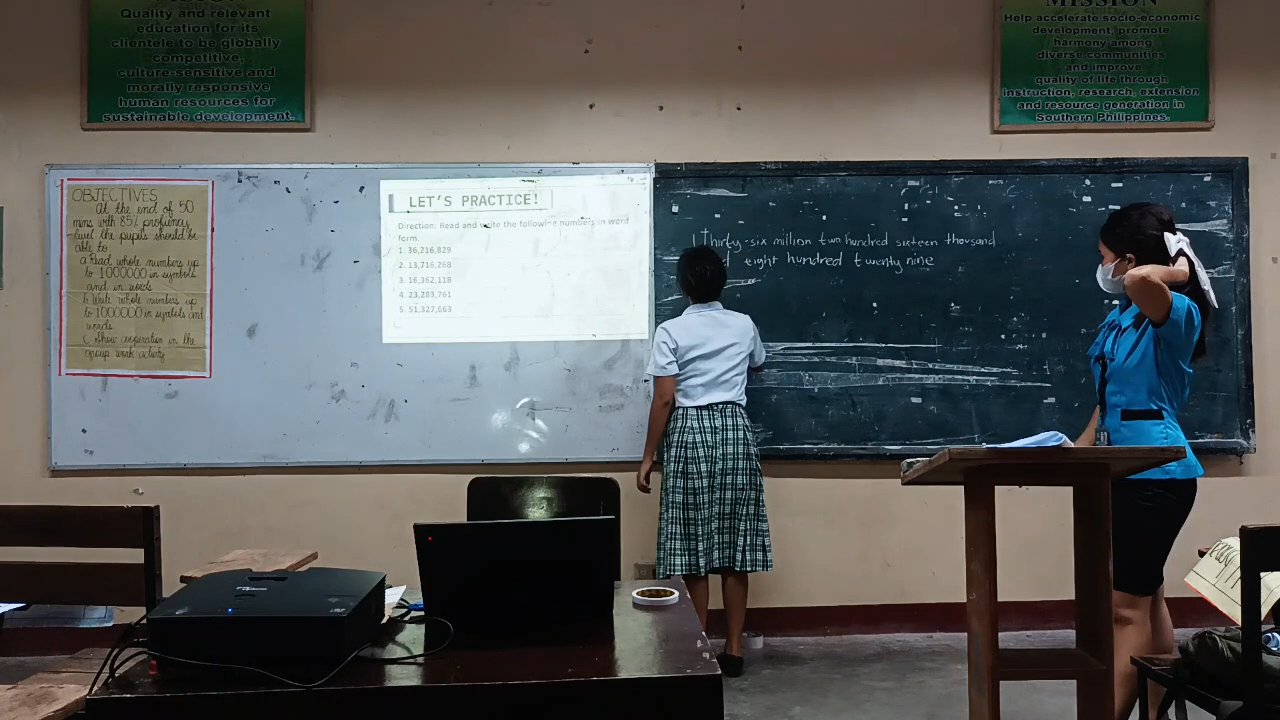 Quality and relevant
education for its
clientele to be globally
competitive,
culture-sensitive and
morally responsive
human resources for
sustainable development.
MISSION
Help accelerate socio-economic
development, promote
harmony among
diverse communities
and improve
quality of life through
instruction, research, extension
and resource generation in
Southern Philippines.
OBJECTIVES
At the end of 50
mins with 85% proficiency
level the pupils should be
able to
a. Read whole numbers up
to 1000000 in symbols
and in words
b. Write whole numbers up
to 1000000 in symbols and
words.
c. Show cooperation in the
group work activity
LET'S PRACTICE!
Direction: Read and write the following numbers in word
form.
1. 36,216,829
2. 13,716,268
3. 16,362,118
4. 23,283,761
5. 51,327,663
Thirty-six million two hundred sixteen thousand
eight hundred twenty nine